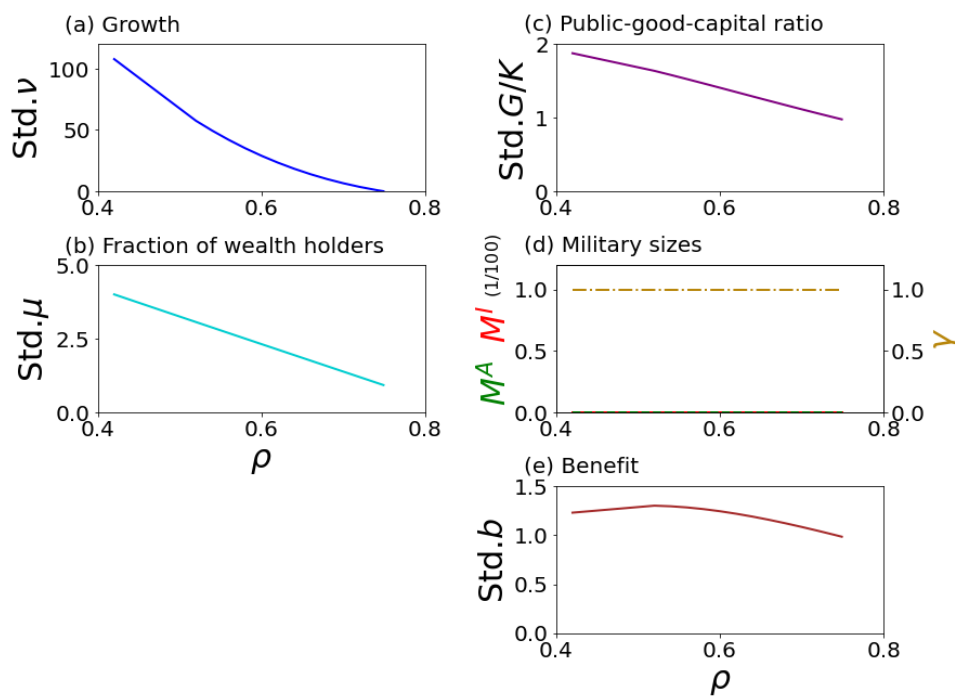 (a) Growth
Std.ν
100
50
0
0.4 0.6 0.8
(b) Fraction of wealth holders
Std.μ
5.0
2.5
0.0
0.4 0.6 0.8
ρ
(c) Public-good-capital ratio
Std.G/K
2
1
0
0.4 0.6 0.8
(d) Military sizes
M^A M^I (1/100)
1.0
0.5
0.0
1.0
0.5
0.0
γ
0.4 0.6 0.8
(e) Benefit
Std.b
1.5
1.0
0.5
0.0
0.4 0.6 0.8
ρ